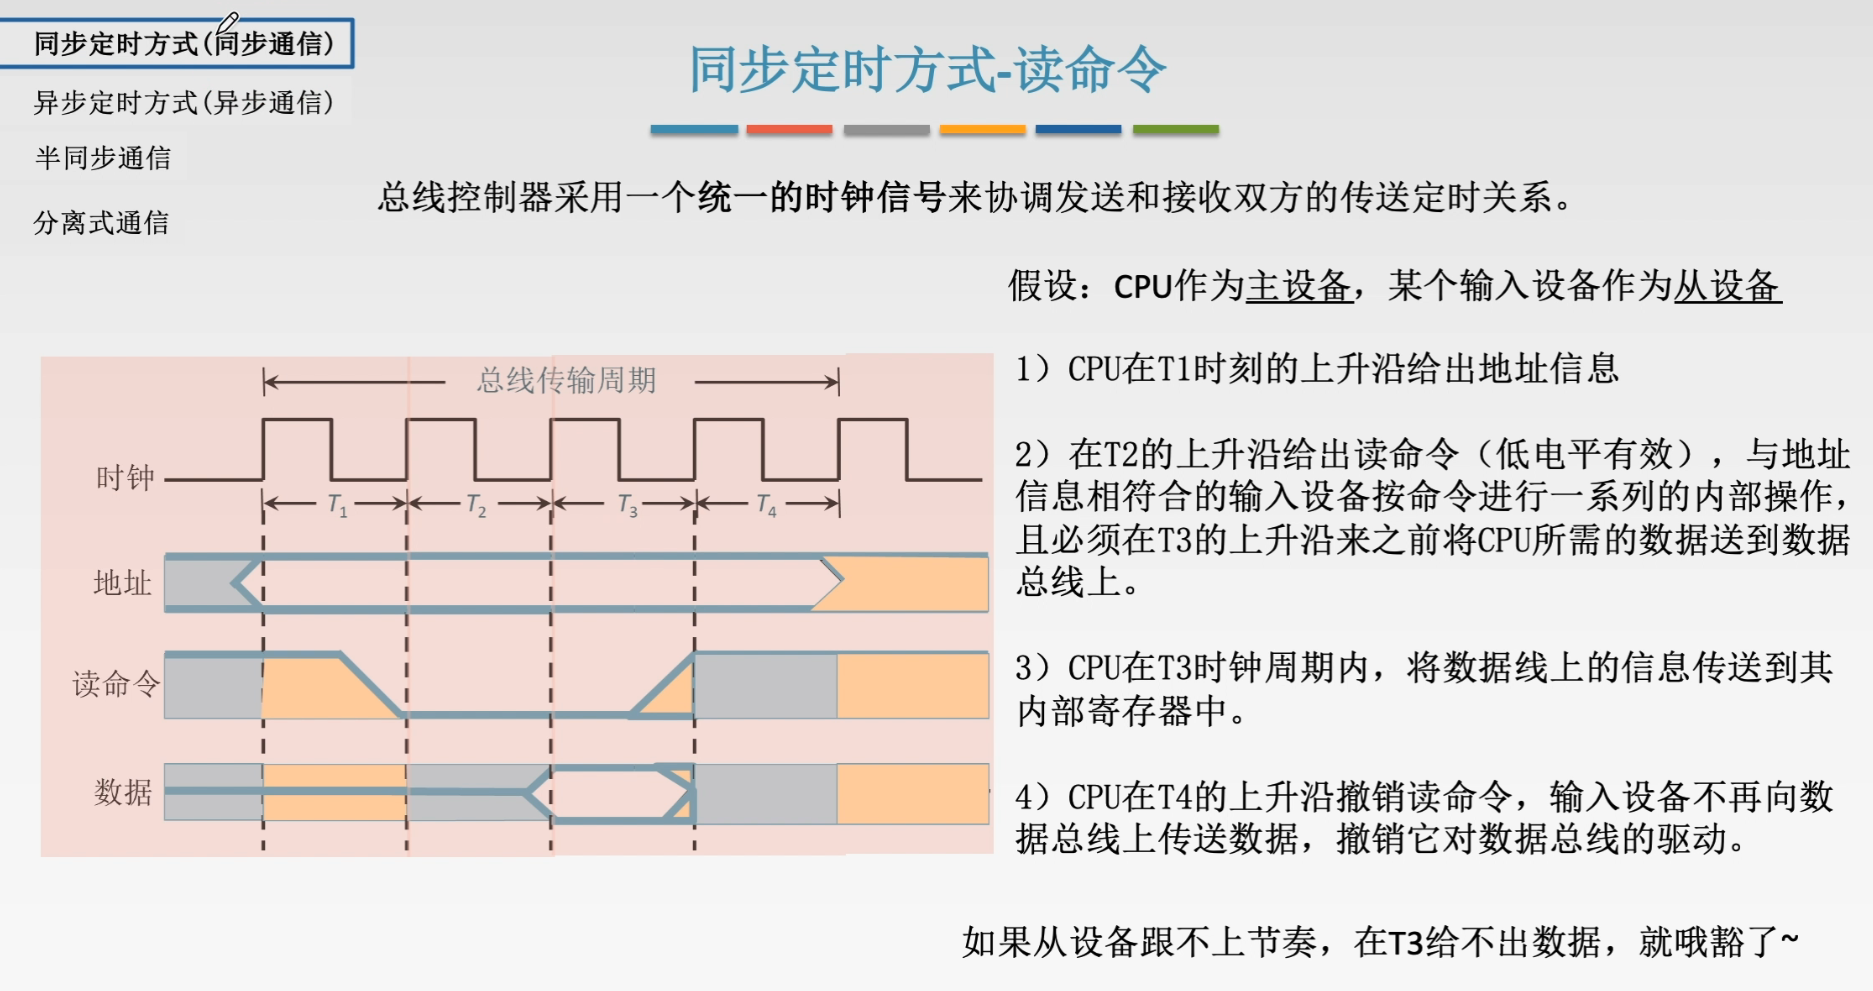 同步定时方式(同步通信)
异步定时方式(异步通信)
半同步通信
分离式通信
同步定时方式-读命令
总线控制器采用一个统一的时钟信号来协调发送和接收双方的传送定时关系。
假设：CPU作为主设备，某个输入设备作为从设备
总线传输周期
时钟
T1
T2
T3
T4
地址
读命令
数据
1）CPU在T1时刻的上升沿给出地址信息
2）在T2的上升沿给出读命令（低电平有效），与地址
信息相符合的输入设备按命令进行一系列的内部操作，
且必须在T3的上升沿来之前将CPU所需的数据送到数据
总线上。
3）CPU在T3时钟周期内，将数据线上的信息传送到其
内部寄存器中。
4）CPU在T4的上升沿撤销读命令，输入设备不再向数
据总线上传送数据，撤销它对数据总线的驱动。
如果从设备跟不上节奏，在T3给不出数据，就哦豁了~